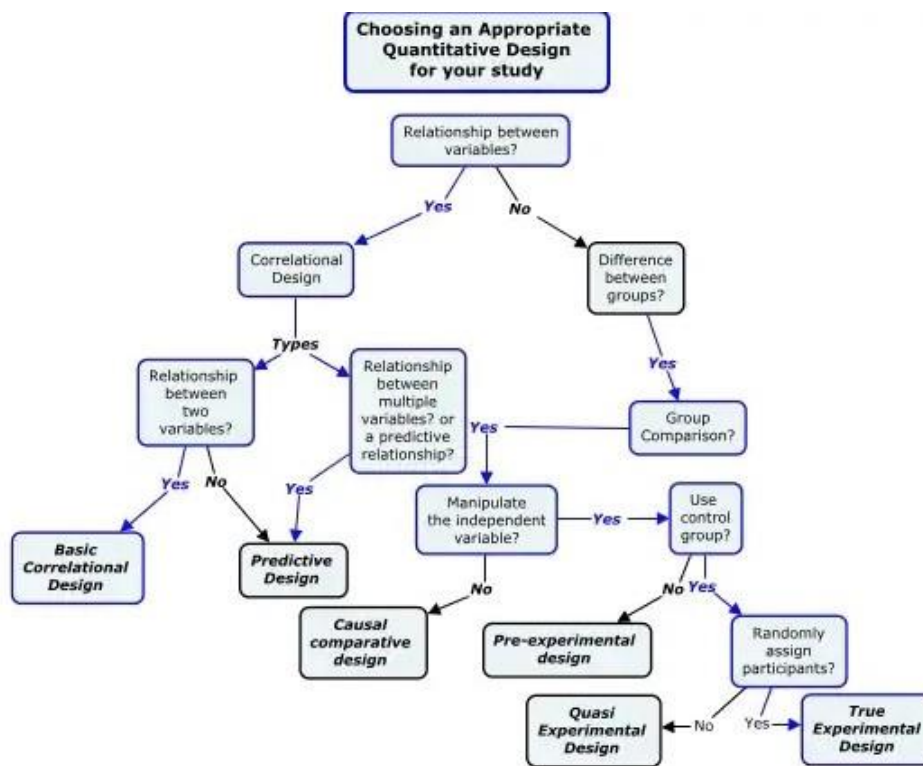 Choosing an Appropriate
Quantitative Design
for your study
Relationship between
variables?
Yes
No
Correlational
Design
Difference
between
groups?
Types
Yes
Relationship
between
two
variables?
Relationship
between
multiple
variables? or
a predictive
relationship?
Group
Comparison?
Yes
Yes
No
Yes
Manipulate
the independent
variable?
Yes
Use
control
group?
Basic
Correlational
Design
Predictive
Design
No
No
Yes
Causal
comparative
design
Pre-experimental
design
Randomly
assign
participants?
Quasi
Experimental
Design
No
Yes
True
Experimental
Design